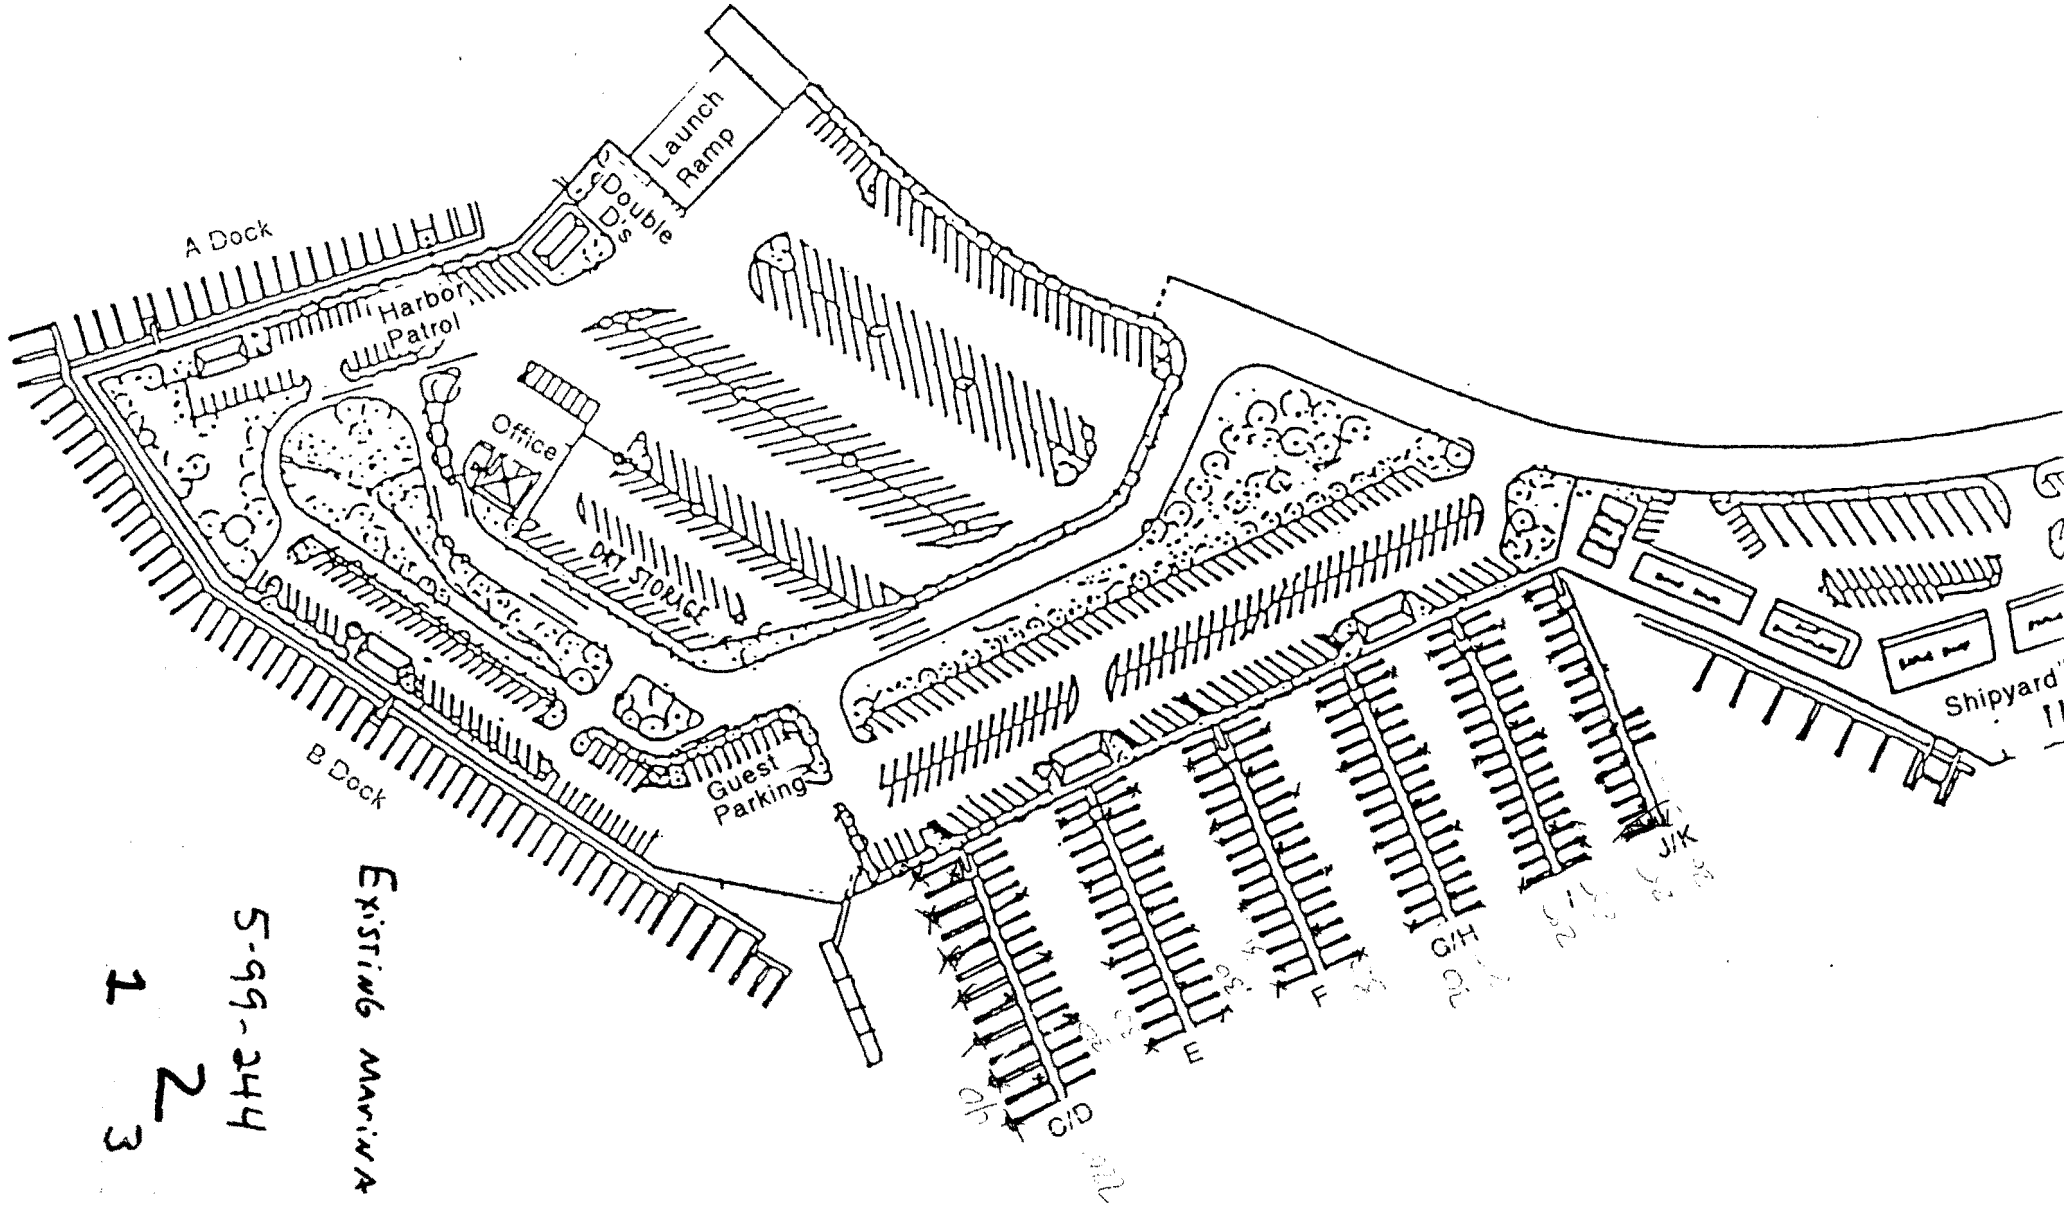 Launch
Ramp
Double
D's
A Dock
Harbor
Patrol
Office
DRY STORAGE
Shipyard
Guest
Parking
B Dock
J/K
I
G/H
F
E
C/D
40
EXISTING MARINA
5-99-244
1
2
3